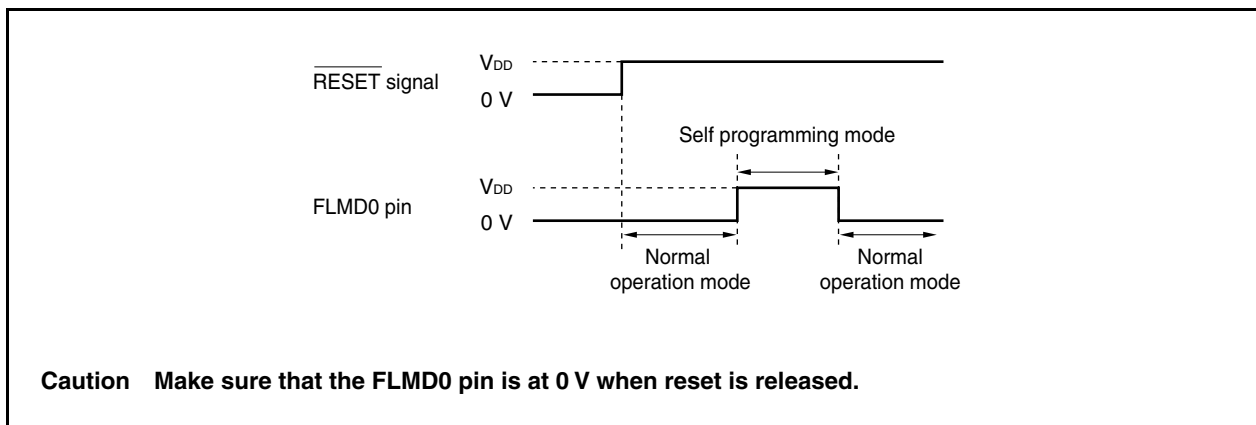 VDD
RESET signal
0 V
Self programming mode
VDD
FLMD0 pin
0 V
Normal operation mode
Normal operation mode
Caution Make sure that the FLMD0 pin is at 0 V when reset is released.